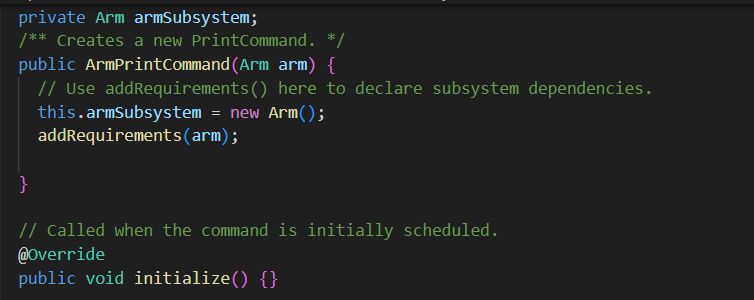 private Arm armSubsystem;
/** Creates a new PrintCommand. */
public ArmPrintCommand(Arm arm) {
// Use addRequirements() here to declare subsystem dependencies.
this.armSubsystem = new Arm();
addRequirements(arm);
}
// Called when the command is initially scheduled.
@Override
public void initialize() {}